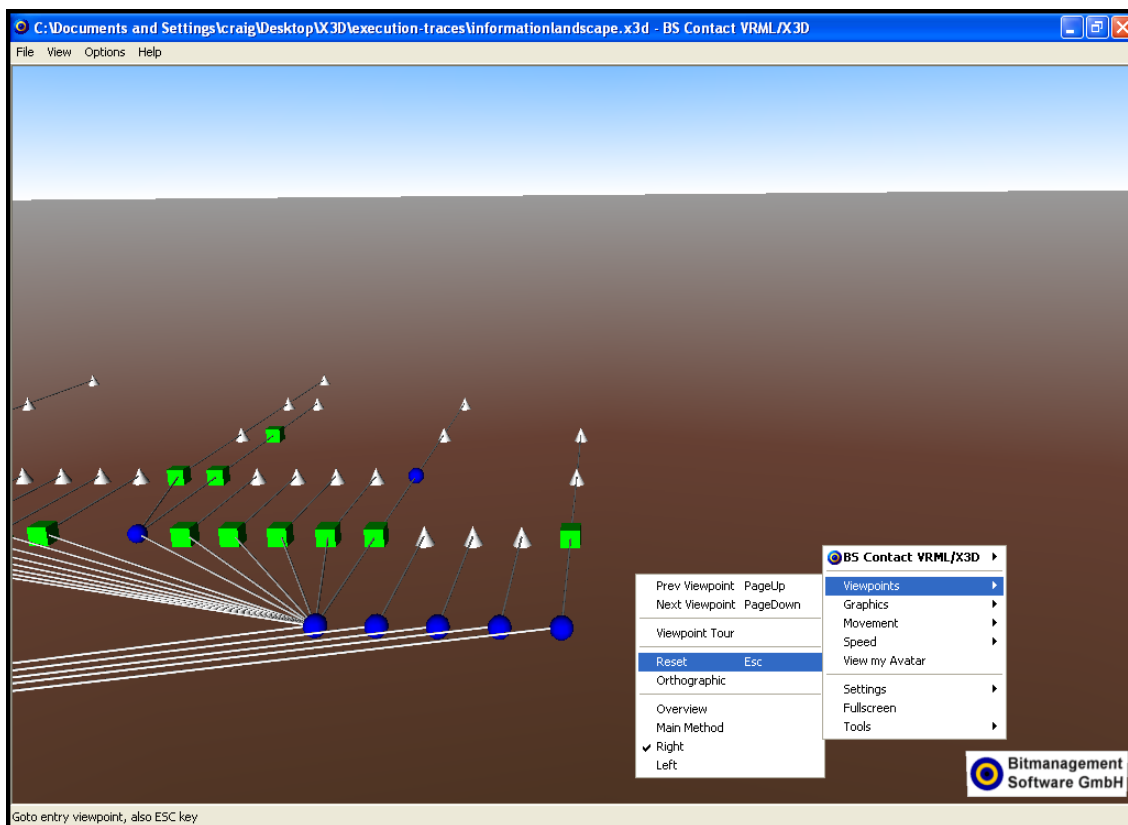 C:\Documents and Settings\craig\Desktop\X3D\execution-traces\informationlandscape.x3d - BS Contact VRML/X3D
File View Options Help
BS Contact VRML/X3D
Viewpoints
Graphics
Movement
Speed
View my Avatar
Settings
Fullscreen
Tools
Prev Viewpoint PageUp
Next Viewpoint PageDown
Viewpoint Tour
Reset Esc
Orthographic
Overview
Main Method
Right
Left
Bitmanagement
Software GmbH
Goto entry viewpoint, also ESC key